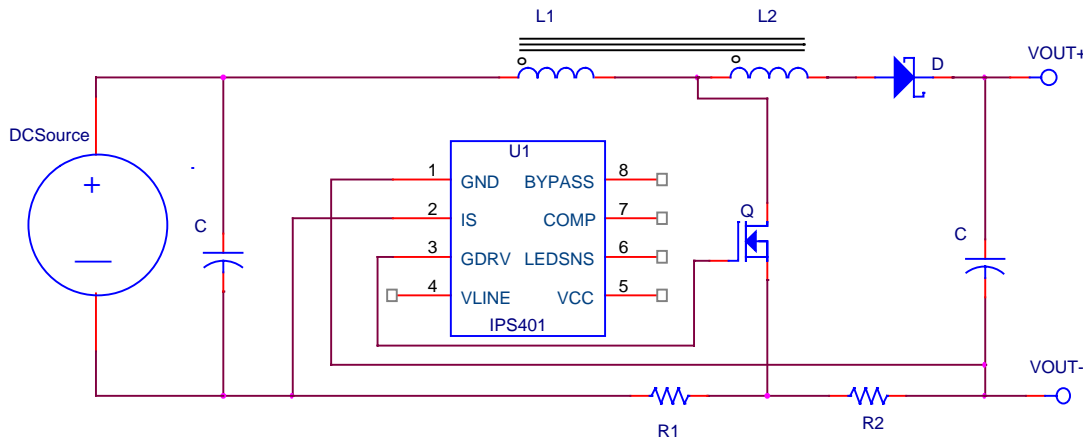 L1
L2
VOUT+
D
DCSource
U1
1 GND BYPASS 8
2 IS COMP 7
3 GDRV LEDSNS 6
4 VLINE VCC 5
IPS401
C
Q
C
VOUT-
R1
R2